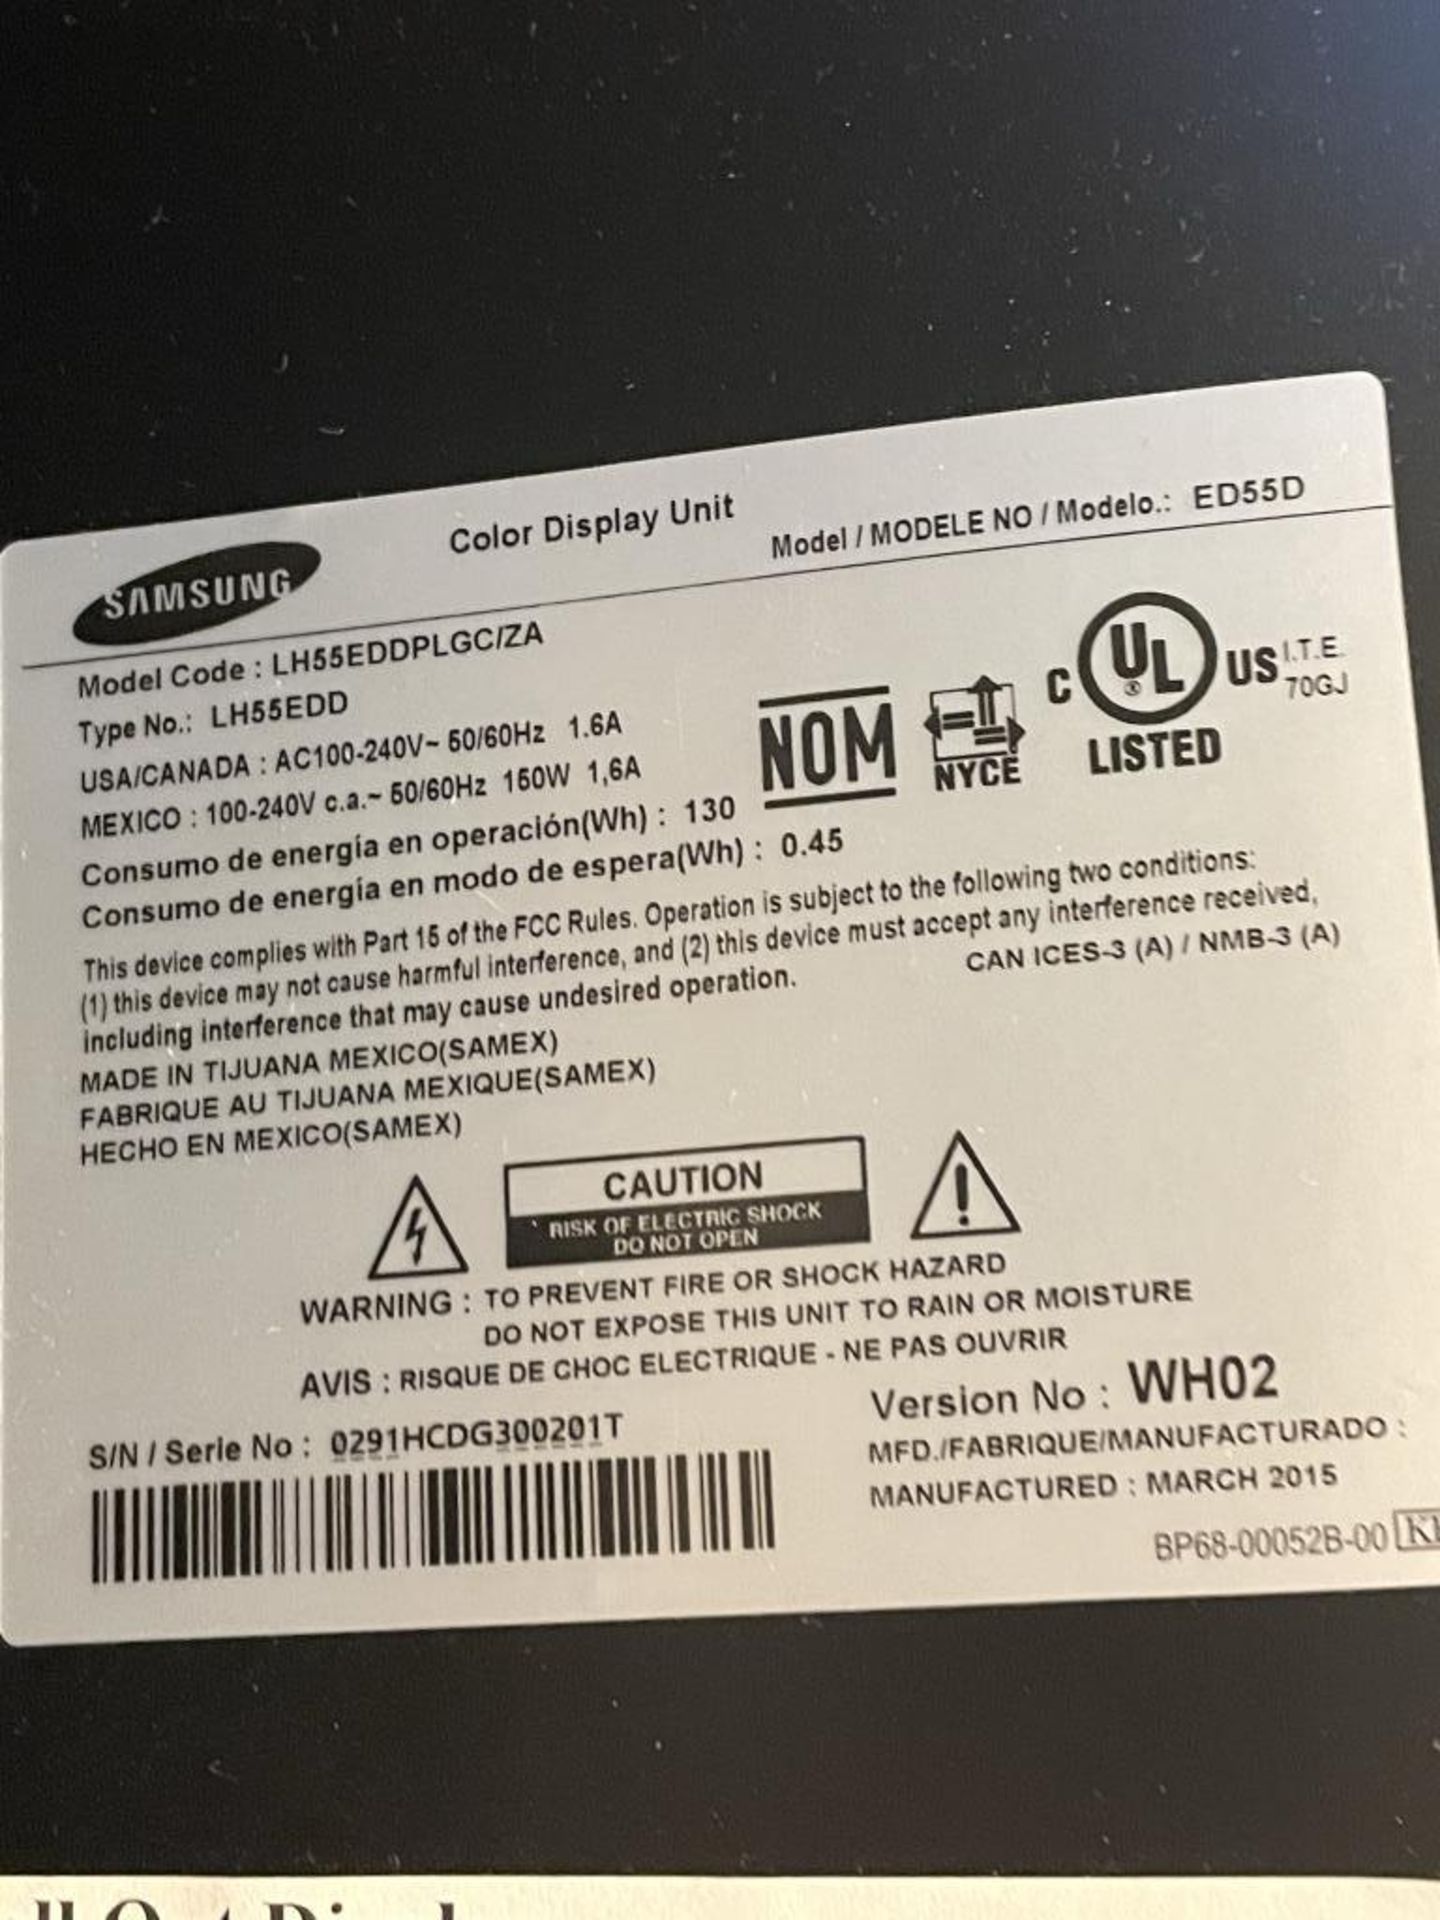 Color Display Unit
Model / MODELE NO / Modelo.: ED55D
SAMSUNG
Model Code : LH55EDDPLGC/ZA
Type No.: LH55EDD
USA/CANADA : AC100-240V~ 50/60Hz 1.6A
MEXICO : 100-240V c.a.~ 50/60Hz 150W 1,6A
Consumo de energía en operación(Wh) : 130
Consumo de energía en modo de espera(Wh) : 0.45
NOM
NYCE
C UL ® US
LISTED
I.T.E.
70GJ
This device complies with Part 15 of the FCC Rules. Operation is subject to the following two conditions:
(1) this device may not cause harmful interference, and (2) this device must accept any interference received,
including interference that may cause undesired operation.
CAN ICES-3 (A) / NMB-3 (A)
MADE IN TIJUANA MEXICO(SAMEX)
FABRIQUE AU TIJUANA MEXIQUE(SAMEX)
HECHO EN MEXICO(SAMEX)
CAUTION
RISK OF ELECTRIC SHOCK
DO NOT OPEN
WARNING : TO PREVENT FIRE OR SHOCK HAZARD
DO NOT EXPOSE THIS UNIT TO RAIN OR MOISTURE
AVIS : RISQUE DE CHOC ELECTRIQUE - NE PAS OUVRIR
S/N / Serie No : 0291HCDG300201T
Version No : WH02
MFD./FABRIQUE/MANUFACTURADO :
MANUFACTURED : MARCH 2015
BP68-00052B-00